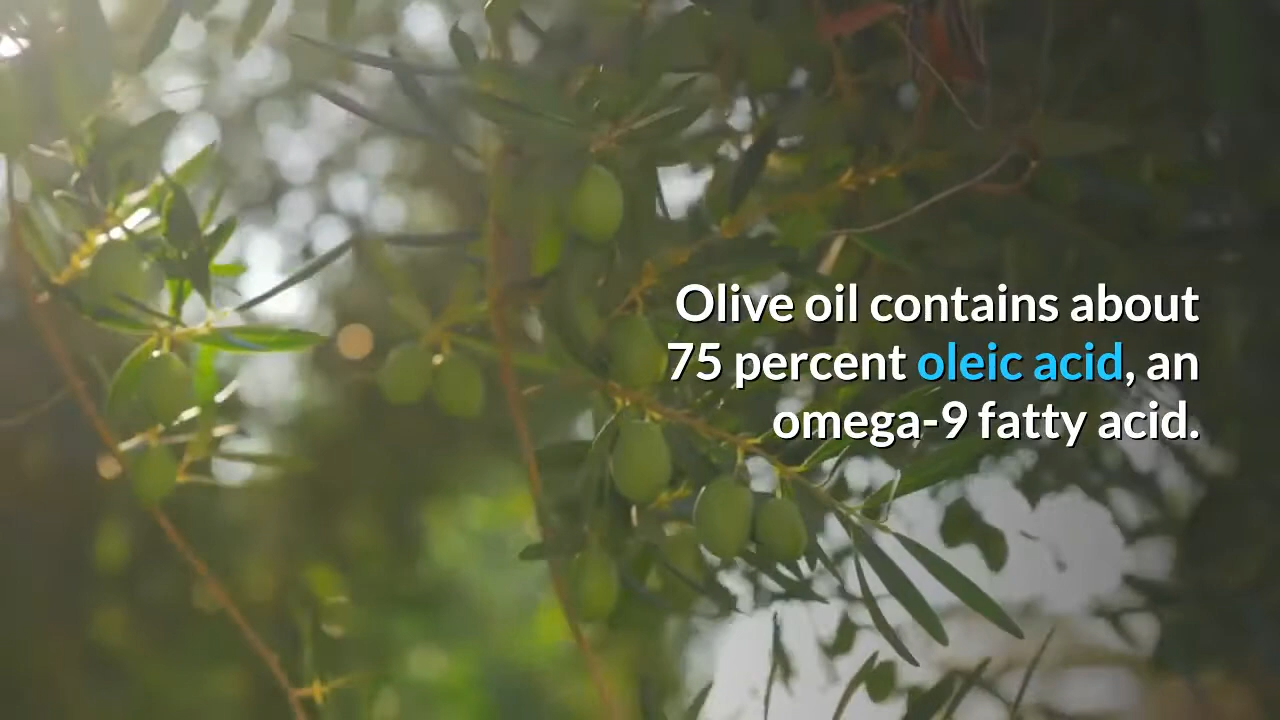 Olive oil contains about
75 percent oleic acid, an
omega-9 fatty acid.